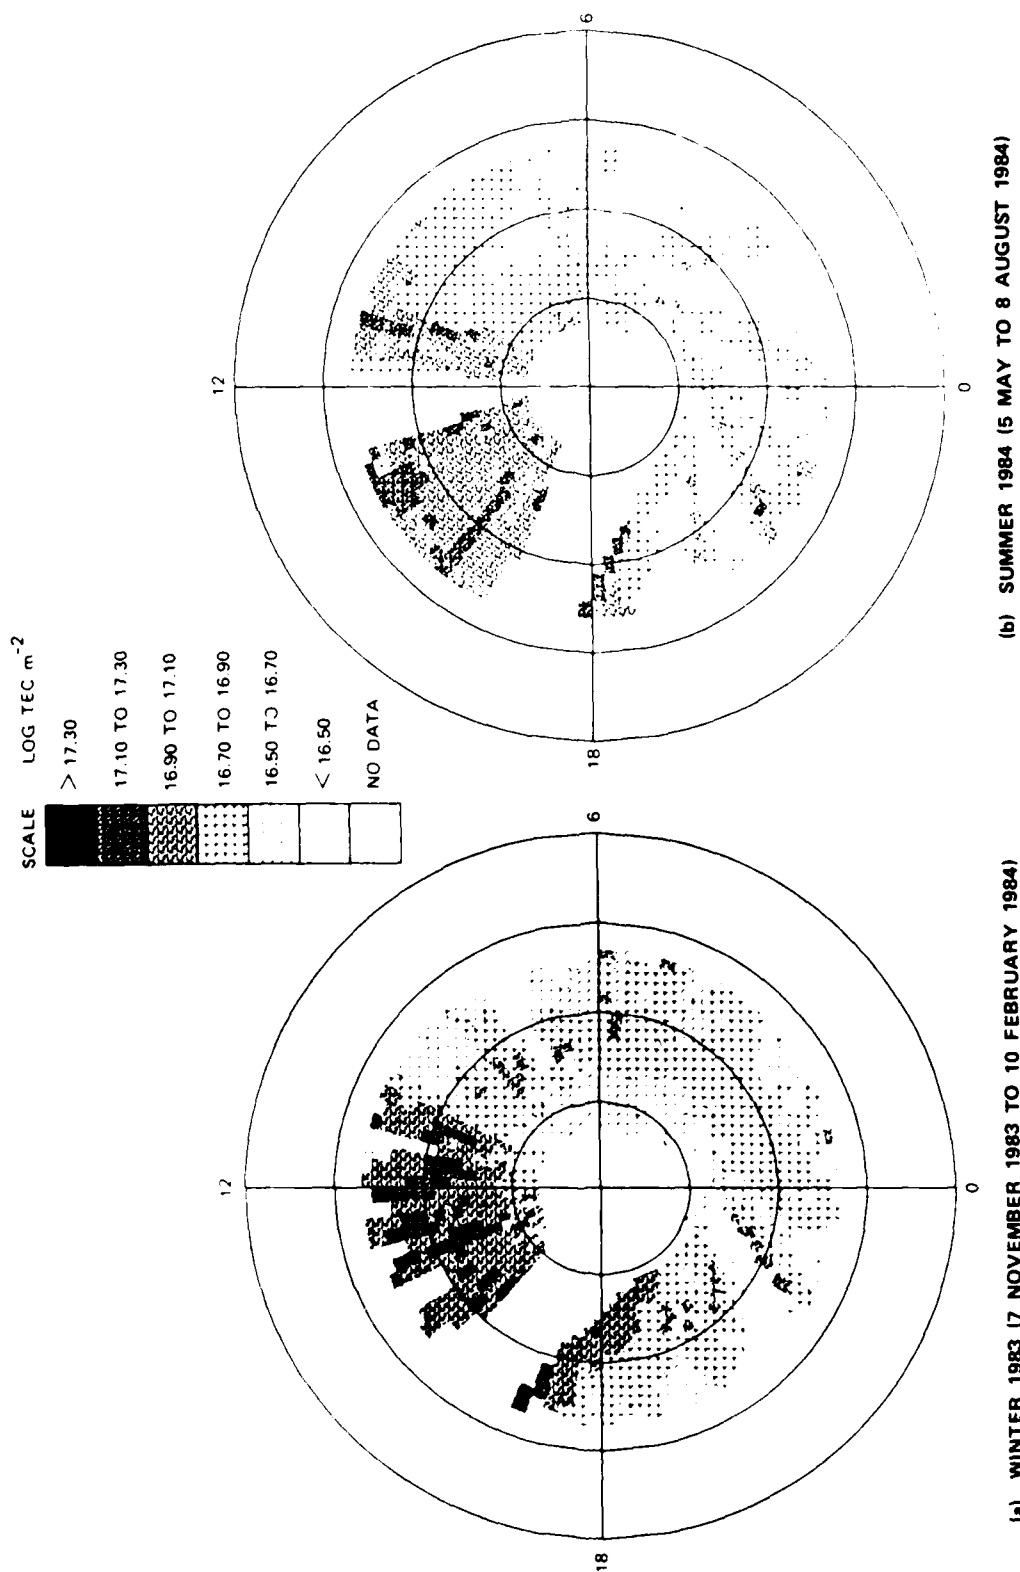 SCALE LOG TEC m⁻²
> 17.30
17.10 TO 17.30
16.90 TO 17.10
16.70 TO 16.90
16.50 TO 16.70
< 16.50
NO DATA
12
18
6
0
(a) WINTER 1983 (7 NOVEMBER 1983 TO 10 FEBRUARY 1984)
12
18
6
0
(b) SUMMER 1984 (5 MAY TO 8 AUGUST 1984)